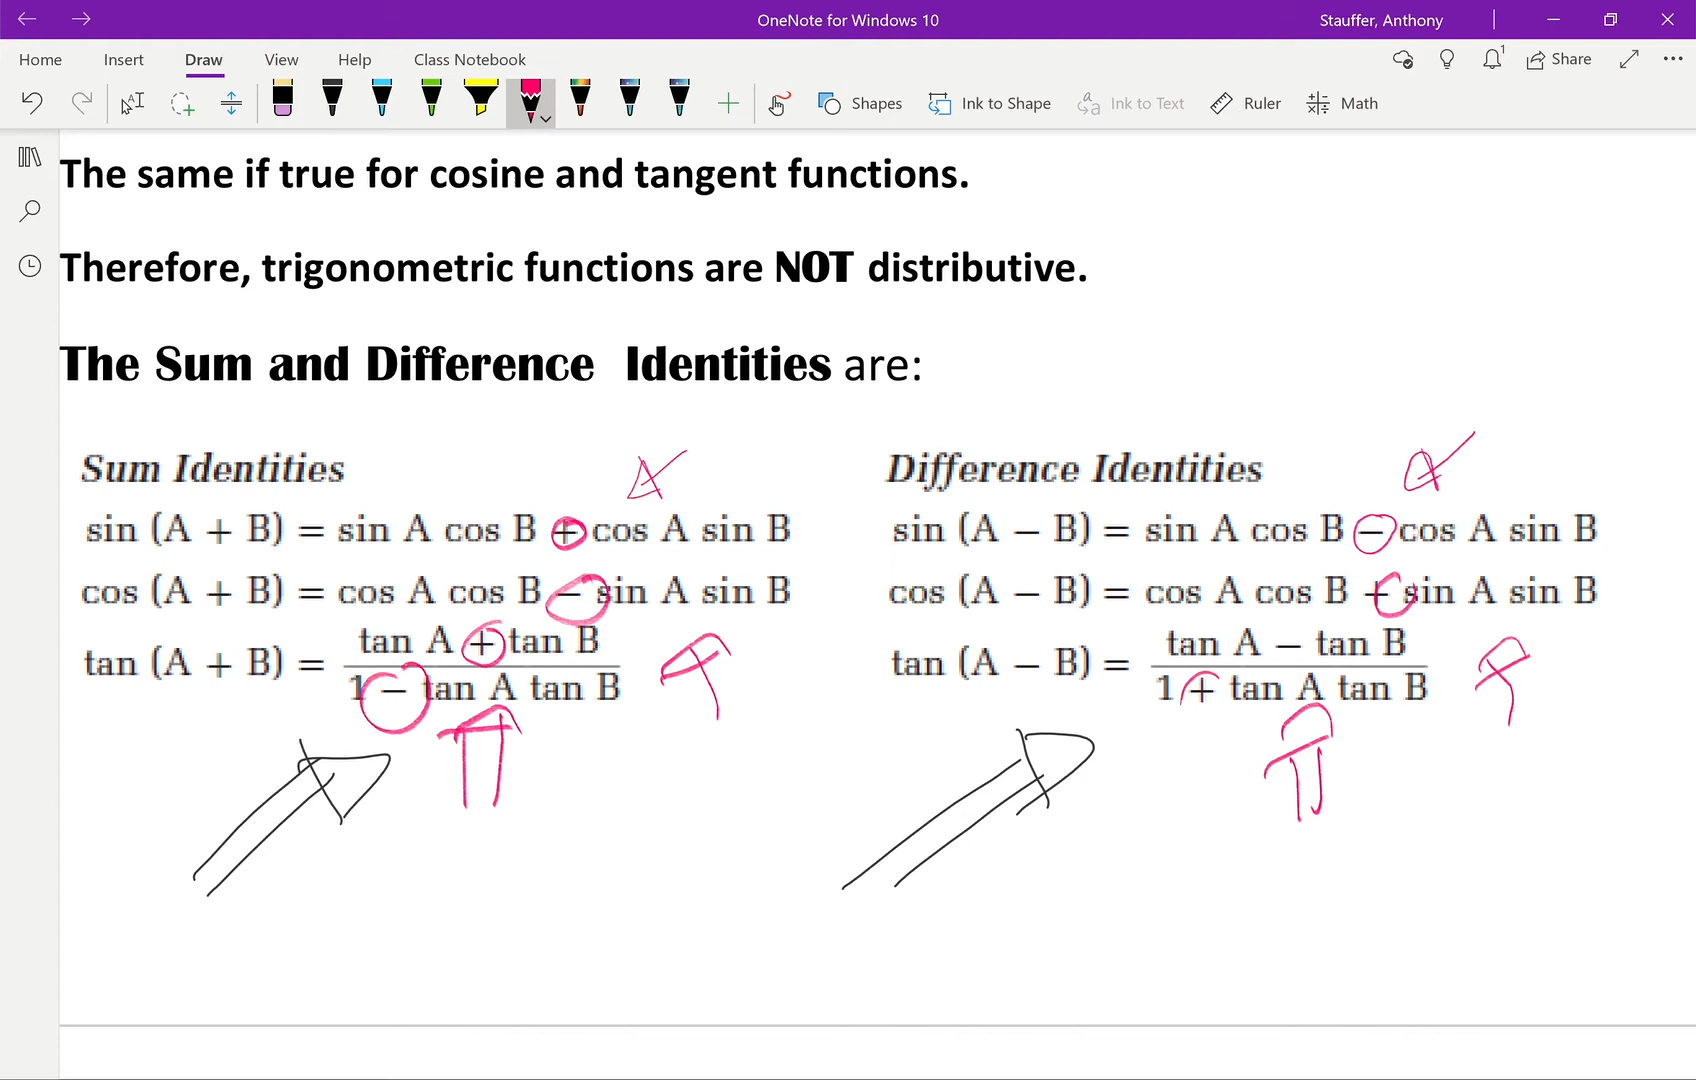 OneNote for Windows 10
Stauffer, Anthony
Home Insert Draw View Help Class Notebook
1 Share
Shapes Ink to Shape Ink to Text Ruler Math
The same if true for cosine and tangent functions.
Therefore, trigonometric functions are NOT distributive.
The Sum and Difference Identities are:
Sum Identities
sin (A + B) = sin A cos B + cos A sin B
cos (A + B) = cos A cos B − sin A sin B
tan (A + B) = tan A + tan B
1 − tan A tan B
Difference Identities
sin (A − B) = sin A cos B − cos A sin B
cos (A − B) = cos A cos B + sin A sin B
tan (A − B) = tan A − tan B
1 + tan A tan B